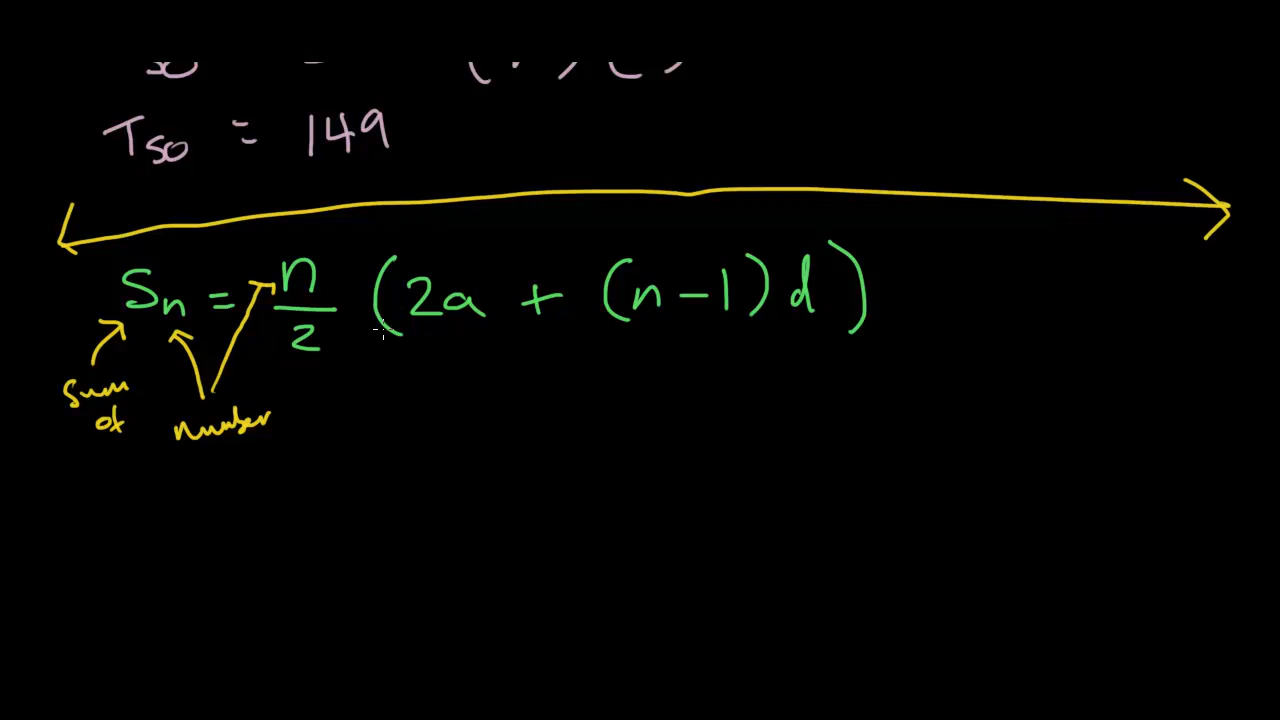 T50 = 149
Sn = n/2 (2a + (n-1)d)
sum
of
number